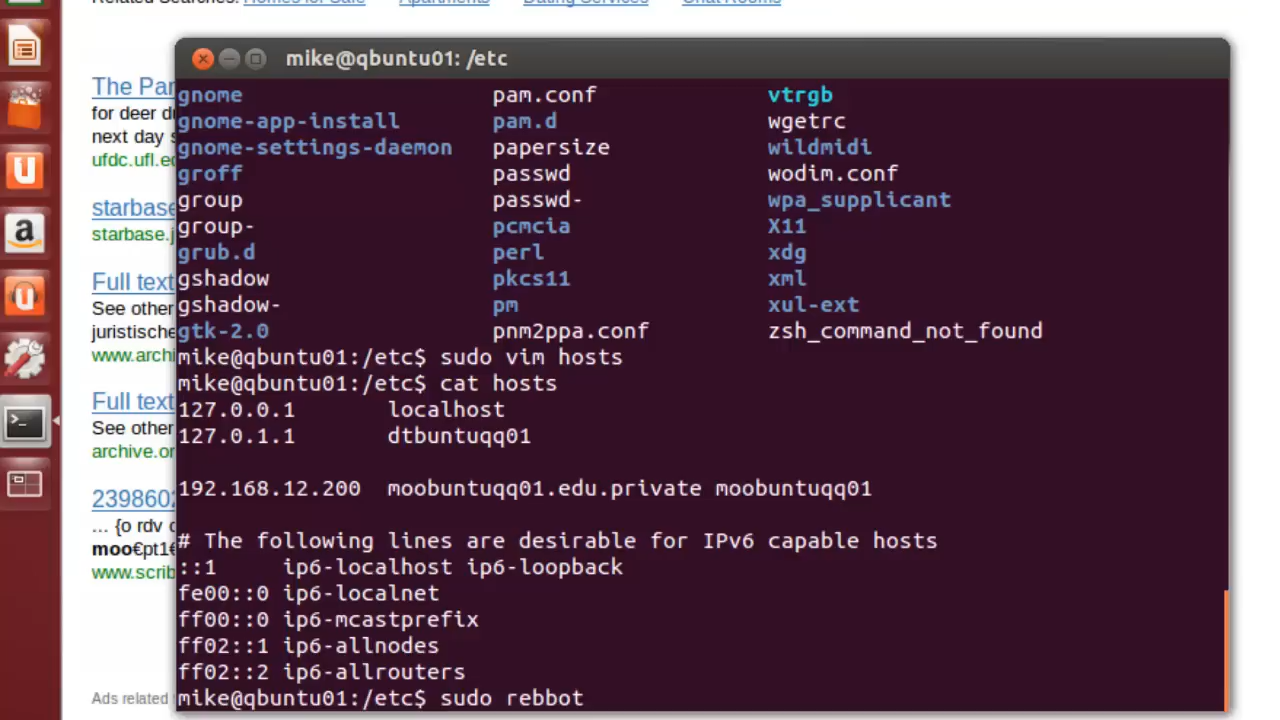 Related Searches: Homes for Sale Apartments Dating Services Chat Rooms
mike@qbuntu01: /etc
The Par
for deer d
next day s
ufdc.ufl.e
starbase
starbase.j
Full text
See other
juristische
www.archi
Full text
See other
archive.or
2398602
... {o rdv
moo€pt1€
www.scrib
Ads related
gnome pam.conf vtrgb
gnome-app-install pam.d wgetrc
gnome-settings-daemon papersize wildmidi
groff passwd wodim.conf
group passwd- wpa_supplicant
group- pcmcia X11
grub.d perl xdg
gshadow pkcs11 xml
gshadow- pm xul-ext
gtk-2.0 pnm2ppa.conf zsh_command_not_found
mike@qbuntu01:/etc$ sudo vim hosts
mike@qbuntu01:/etc$ cat hosts
127.0.0.1 localhost
127.0.1.1 dtbuntuqq01
192.168.12.200 moobuntuqq01.edu.private moobuntuqq01
# The following lines are desirable for IPv6 capable hosts
::1 ip6-localhost ip6-loopback
fe00::0 ip6-localnet
ff00::0 ip6-mcastprefix
ff02::1 ip6-allnodes
ff02::2 ip6-allrouters
mike@qbuntu01:/etc$ sudo rebbot